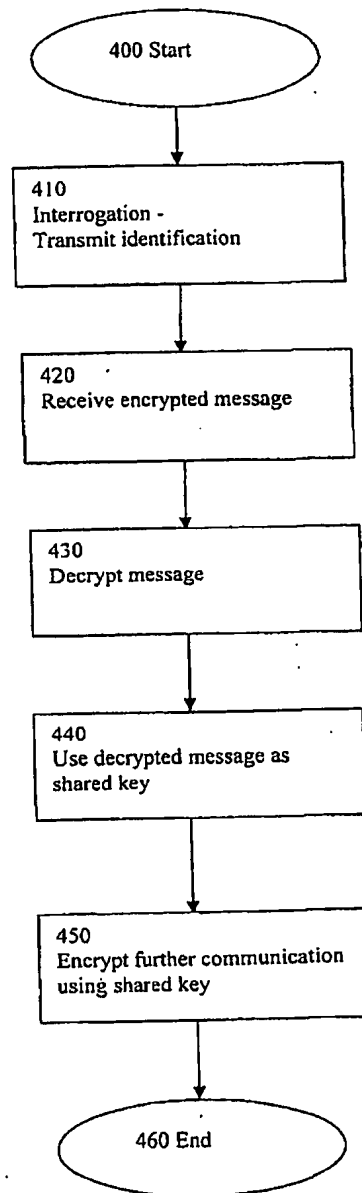 400 Start
410
Interrogation -
Transmit identification
420
Receive encrypted message
430
Decrypt message
440
Use decrypted message as
shared key
450
Encrypt further communication
using shared key
460 End